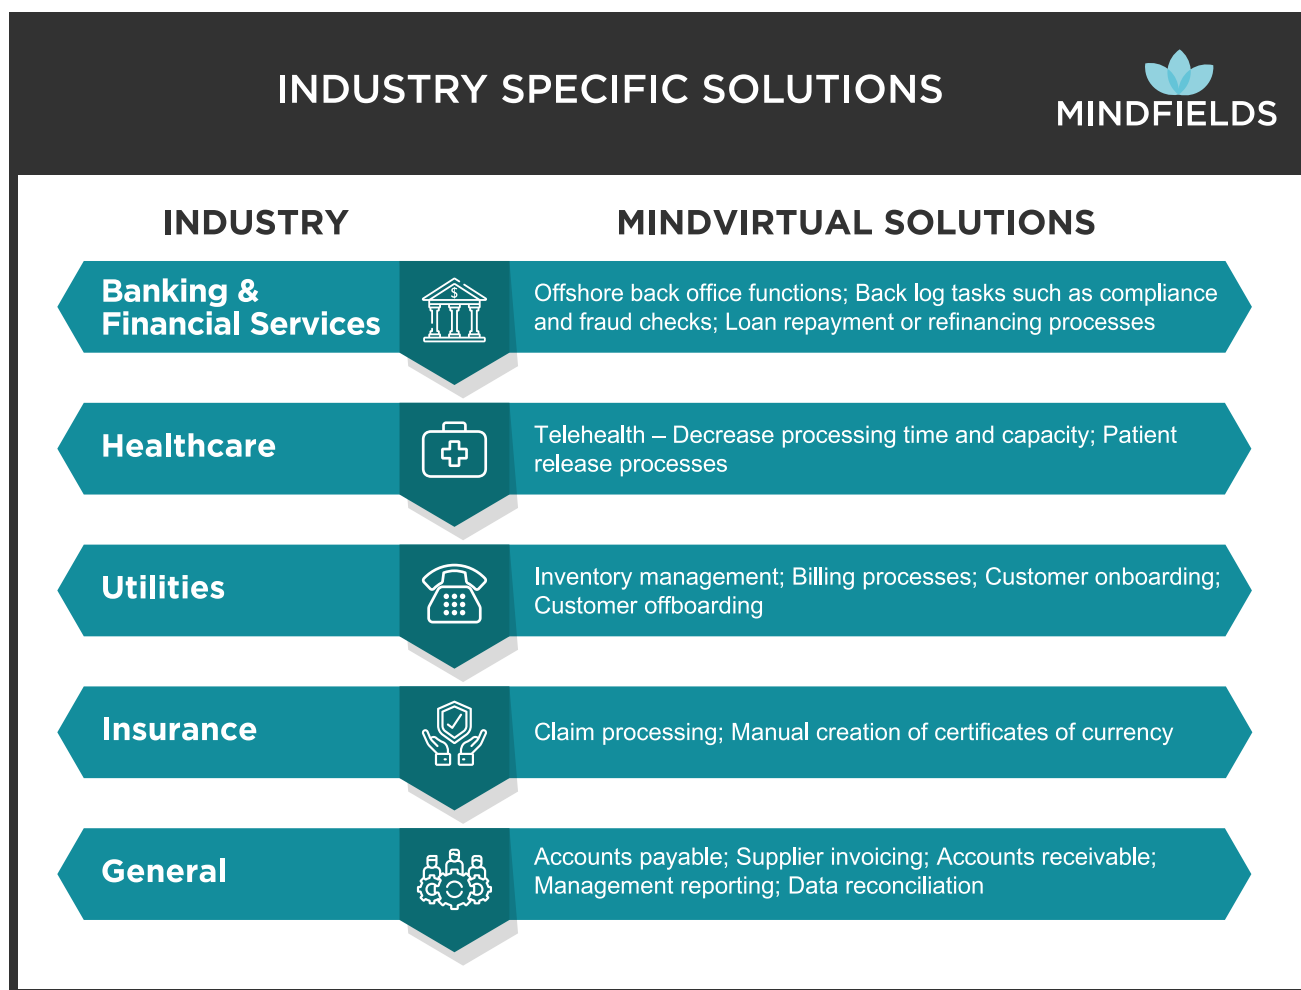 INDUSTRY SPECIFIC SOLUTIONS
MINDFIELDS
INDUSTRY
MINDVIRTUAL SOLUTIONS
Banking &
Financial Services
$
Offshore back office functions; Back log tasks such as compliance
and fraud checks; Loan repayment or refinancing processes
Healthcare
Telehealth – Decrease processing time and capacity; Patient
release processes
Utilities
Inventory management; Billing processes; Customer onboarding;
Customer offboarding
Insurance
Claim processing; Manual creation of certificates of currency
General
Accounts payable; Supplier invoicing; Accounts receivable;
Management reporting; Data reconciliation